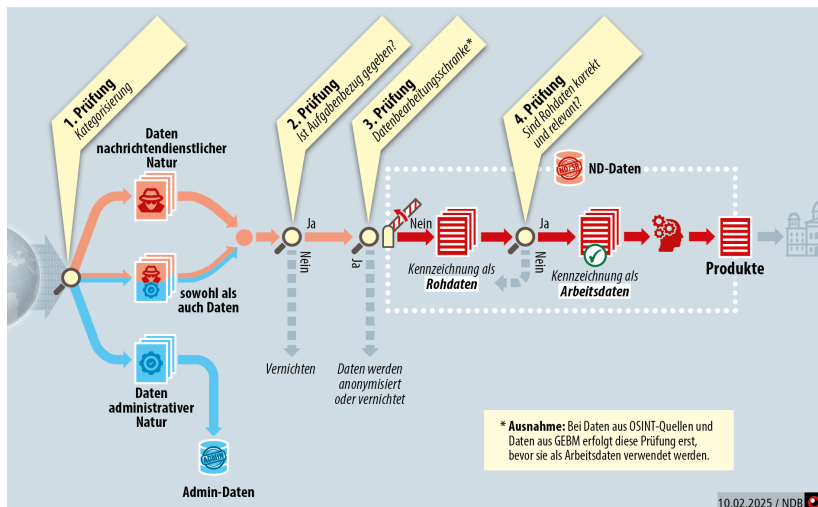 1. Prüfung
Kategorisierung
2. Prüfung
Ist Aufgabenbezug gegeben?
3. Prüfung
Datenbearbeitungsschranke*
4. Prüfung
Sind Rohdaten korrekt
und relevant?
Daten
nachrichtendienstlicher
Natur
ND/SR
ND-Daten
Ja
Nein
Nein
Ja
Ja
Nein
Kennzeichnung als
Rohdaten
Kennzeichnung als
Arbeitsdaten
Produkte
sowohl als
auch Daten
Vernichten
Daten werden
anonymisiert
oder vernichtet
Daten
administrativer
Natur
ADMIN
Admin-Daten
* Ausnahme: Bei Daten aus OSINT-Quellen und
Daten aus GEBM erfolgt diese Prüfung erst,
bevor sie als Arbeitsdaten verwendet werden.
10.02.2025 / NDB